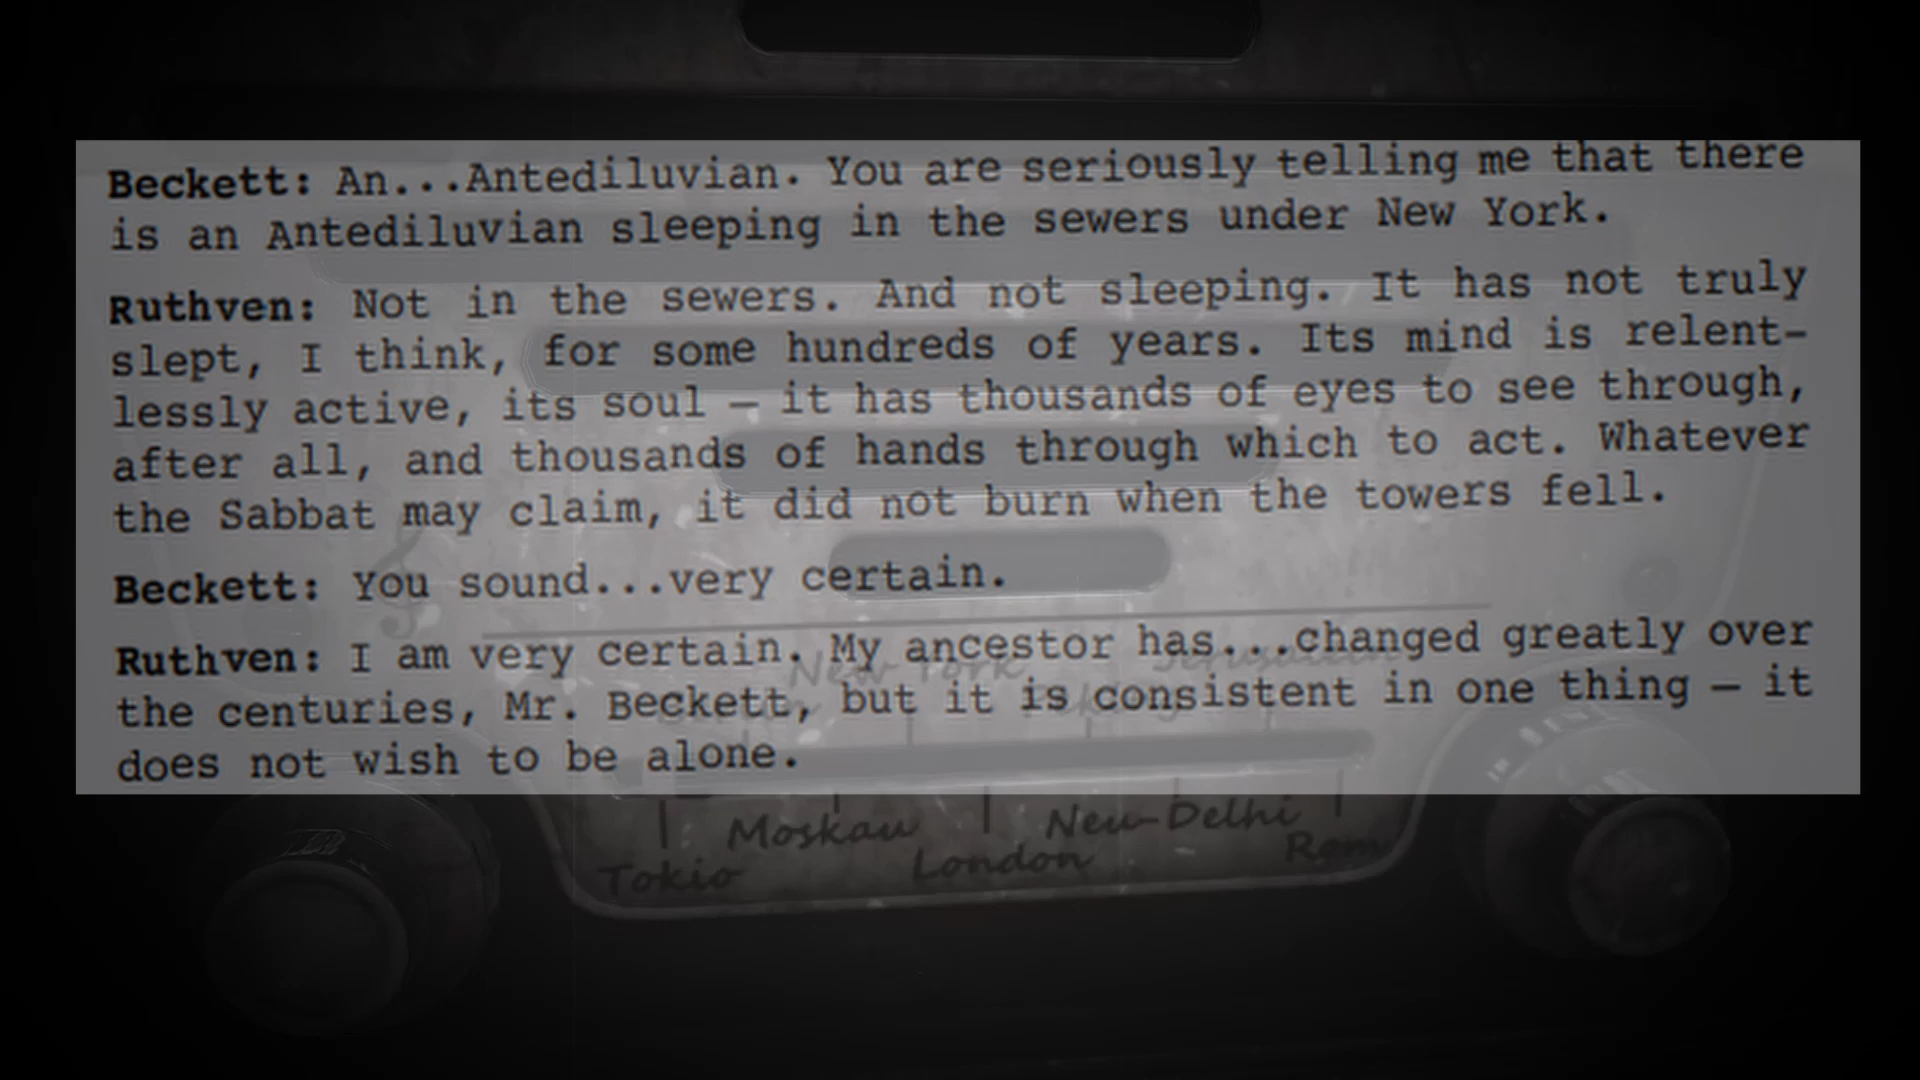 Beckett: An...Antediluvian. You are seriously telling me that there
is an Antediluvian sleeping in the sewers under New York.
Ruthven: Not in the sewers. And not sleeping. It has not truly
slept, I think, for some hundreds of years. Its mind is relent-
lessly active, its soul — it has thousands of eyes to see through,
after all, and thousands of hands through which to act. Whatever
the Sabbat may claim, it did not burn when the towers fell.
Beckett: You sound...very certain.
Ruthven: I am very certain. My ancestor has...changed greatly over
the centuries, Mr. Beckett, but it is consistent in one thing — it
does not wish to be alone.
New York Jerusalem
Peking
Moskau Neu-Delhi
Tokio London Rom